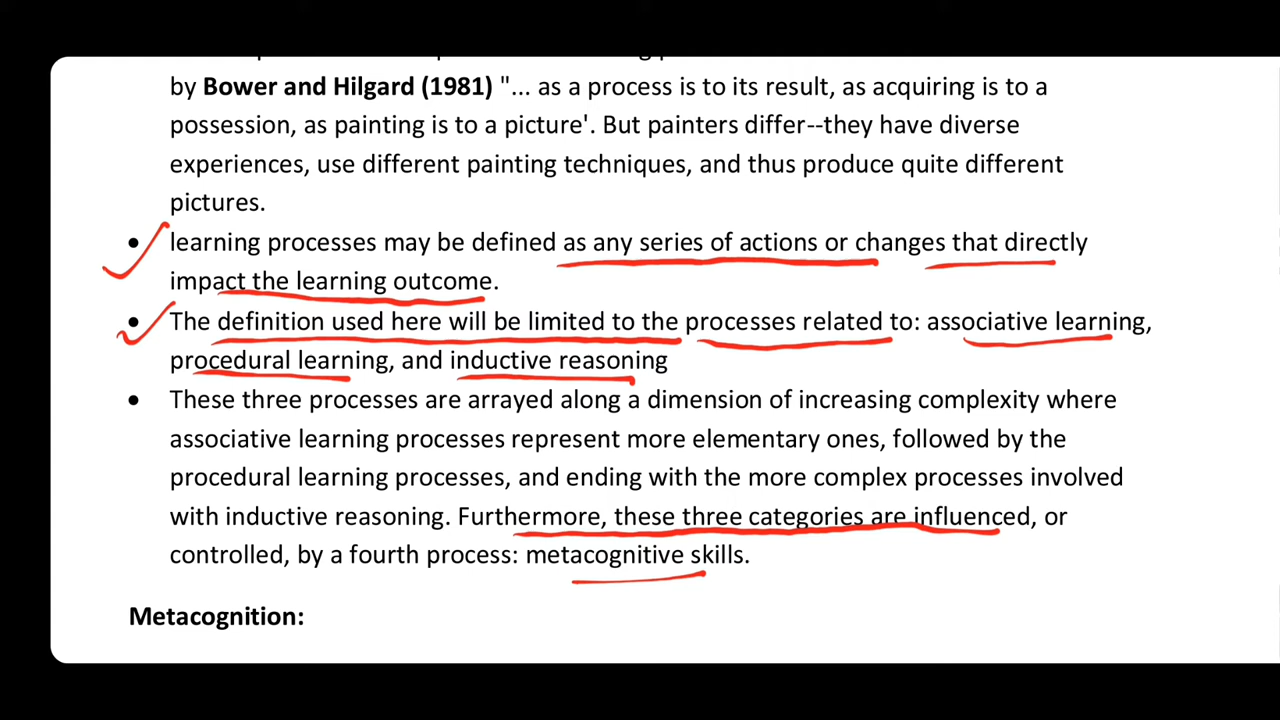 by Bower and Hilgard (1981) "... as a process is to its result, as acquiring is to a
possession, as painting is to a picture'. But painters differ--they have diverse
experiences, use different painting techniques, and thus produce quite different
pictures.
• learning processes may be defined as any series of actions or changes that directly
impact the learning outcome.
• The definition used here will be limited to the processes related to: associative learning,
procedural learning, and inductive reasoning
• These three processes are arrayed along a dimension of increasing complexity where
associative learning processes represent more elementary ones, followed by the
procedural learning processes, and ending with the more complex processes involved
with inductive reasoning. Furthermore, these three categories are influenced, or
controlled, by a fourth process: metacognitive skills.
Metacognition: